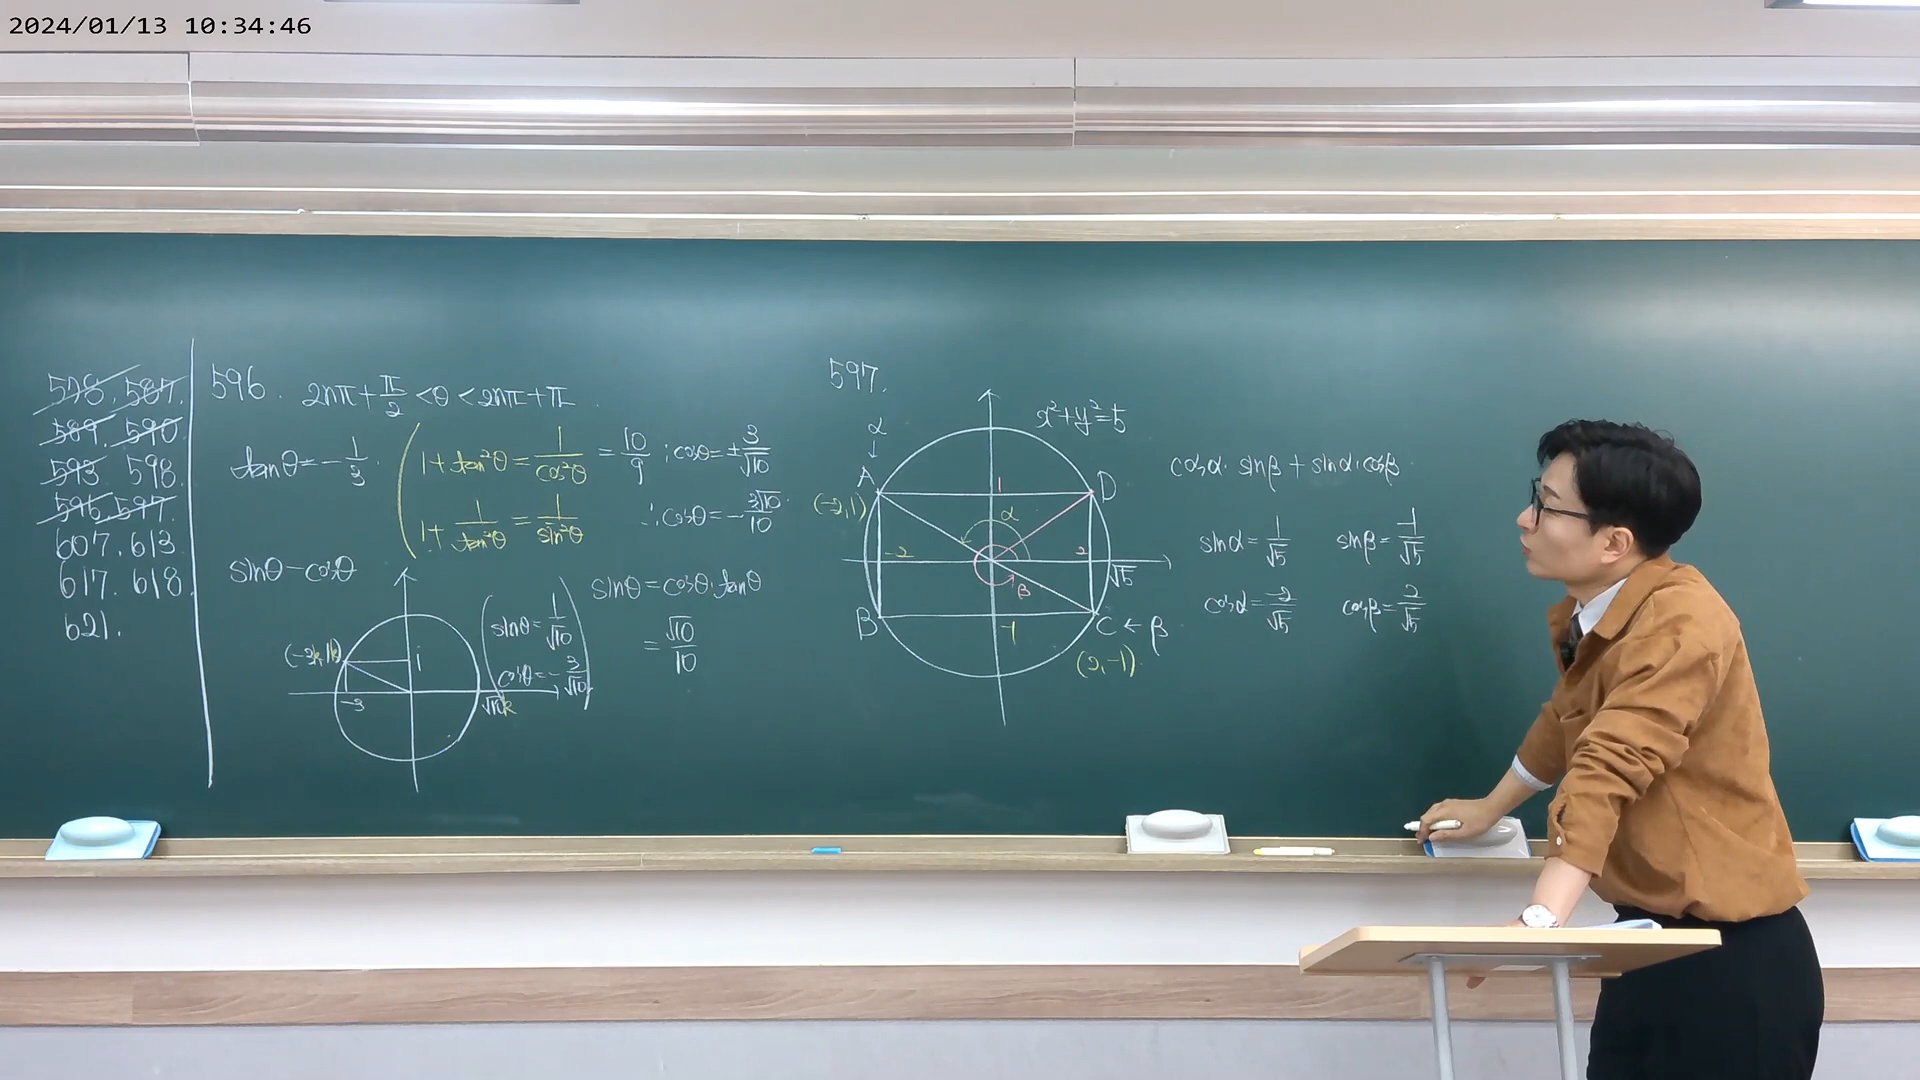 2024/01/13 10:34:46
578. 587.
589. 590
593 598
596. 597.
607. 613
617. 618
621.
596. 2nπ+π/2 <θ <2nπ+π.
tanθ=-1/3.
1+tan²θ=1/cos²θ =10/9 ; cosθ=±3/√10
1+1/tan²θ=1/sin²θ
∴cosθ=-3√10/10.
sinθ-cosθ
1
-3
sinθ=1/√10
cosθ=-3/√10
sinθ=cosθ·tanθ
=√10/10
597.
x²+y²=5
α
↓
A
D
(-2,1)
1
α
-2
2
√5
β
B
-1
C ← β
(2,-1).
cosα·sinβ+sinα·cosβ
sinα=1/√5 sinβ=-1/√5
cosα=-2/√5 cosβ=2/√5